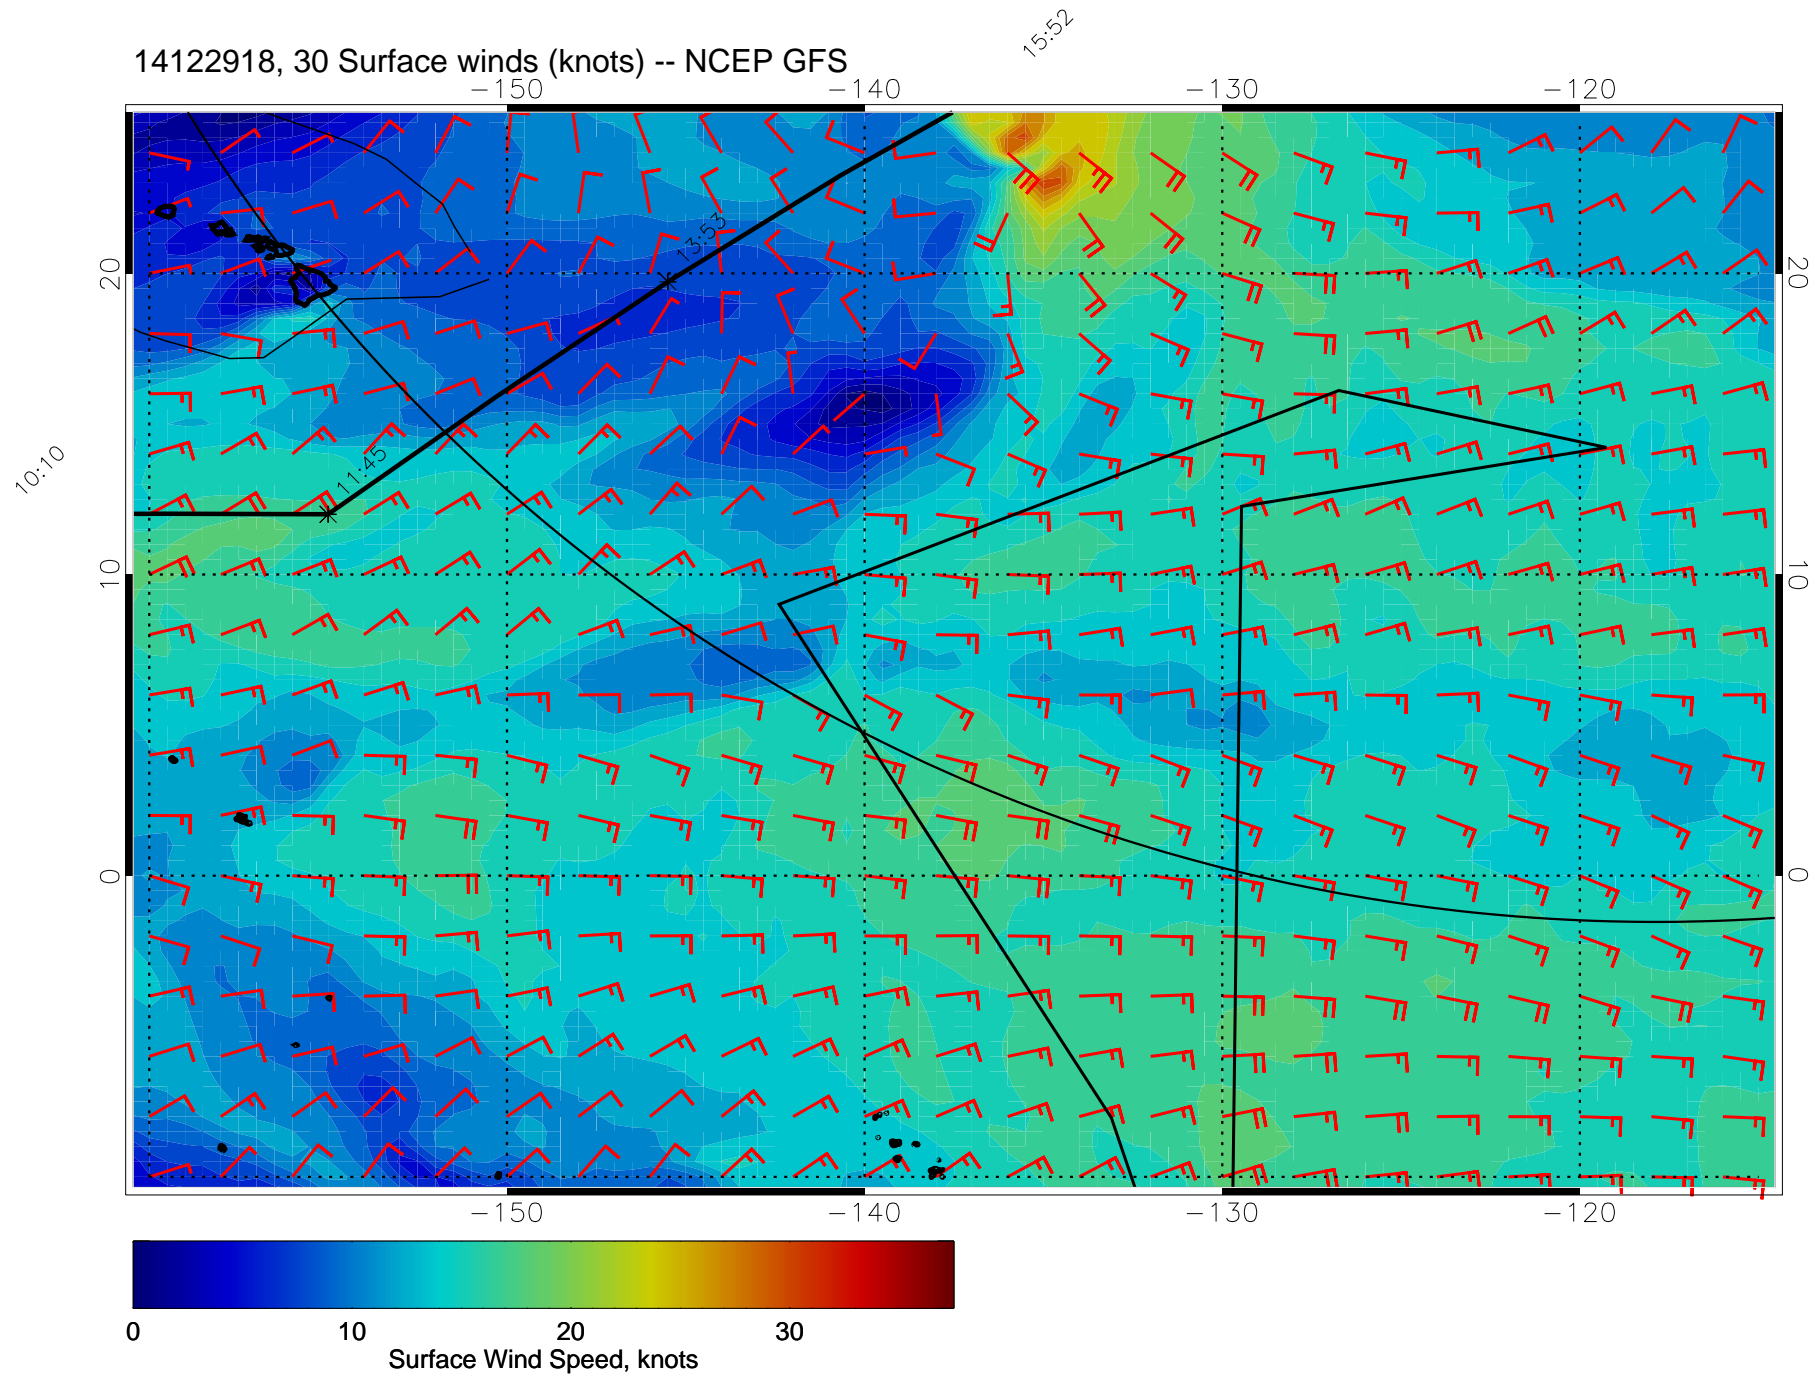 15:52
14122918, 30 Surface winds (knots) -- NCEP GFS
-150 -140 -130 -120
13:53
20 20
10:10
11:45
10 10
0 0
-150 -140 -130 -120
0 10 20 30
Surface Wind Speed, knots